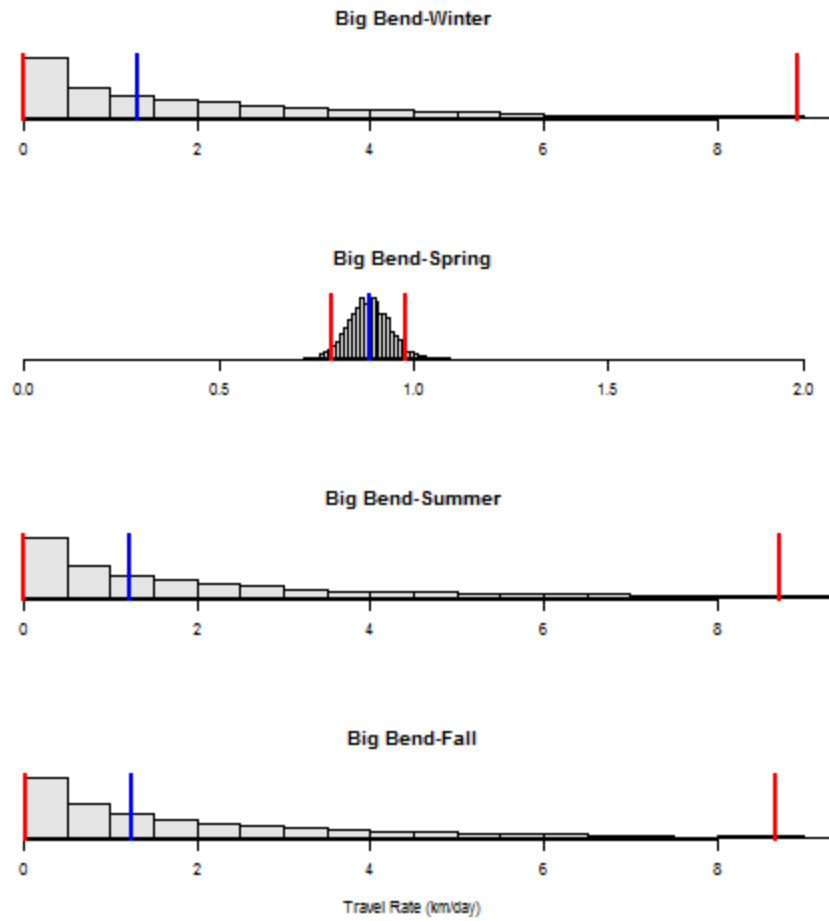 Big Bend-Winter
0 2 4 6 8
Big Bend-Spring
0.0 0.5 1.0 1.5 2.0
Big Bend-Summer
0 2 4 6 8
Big Bend-Fall
0 2 4 6 8
Travel Rate (km/day)